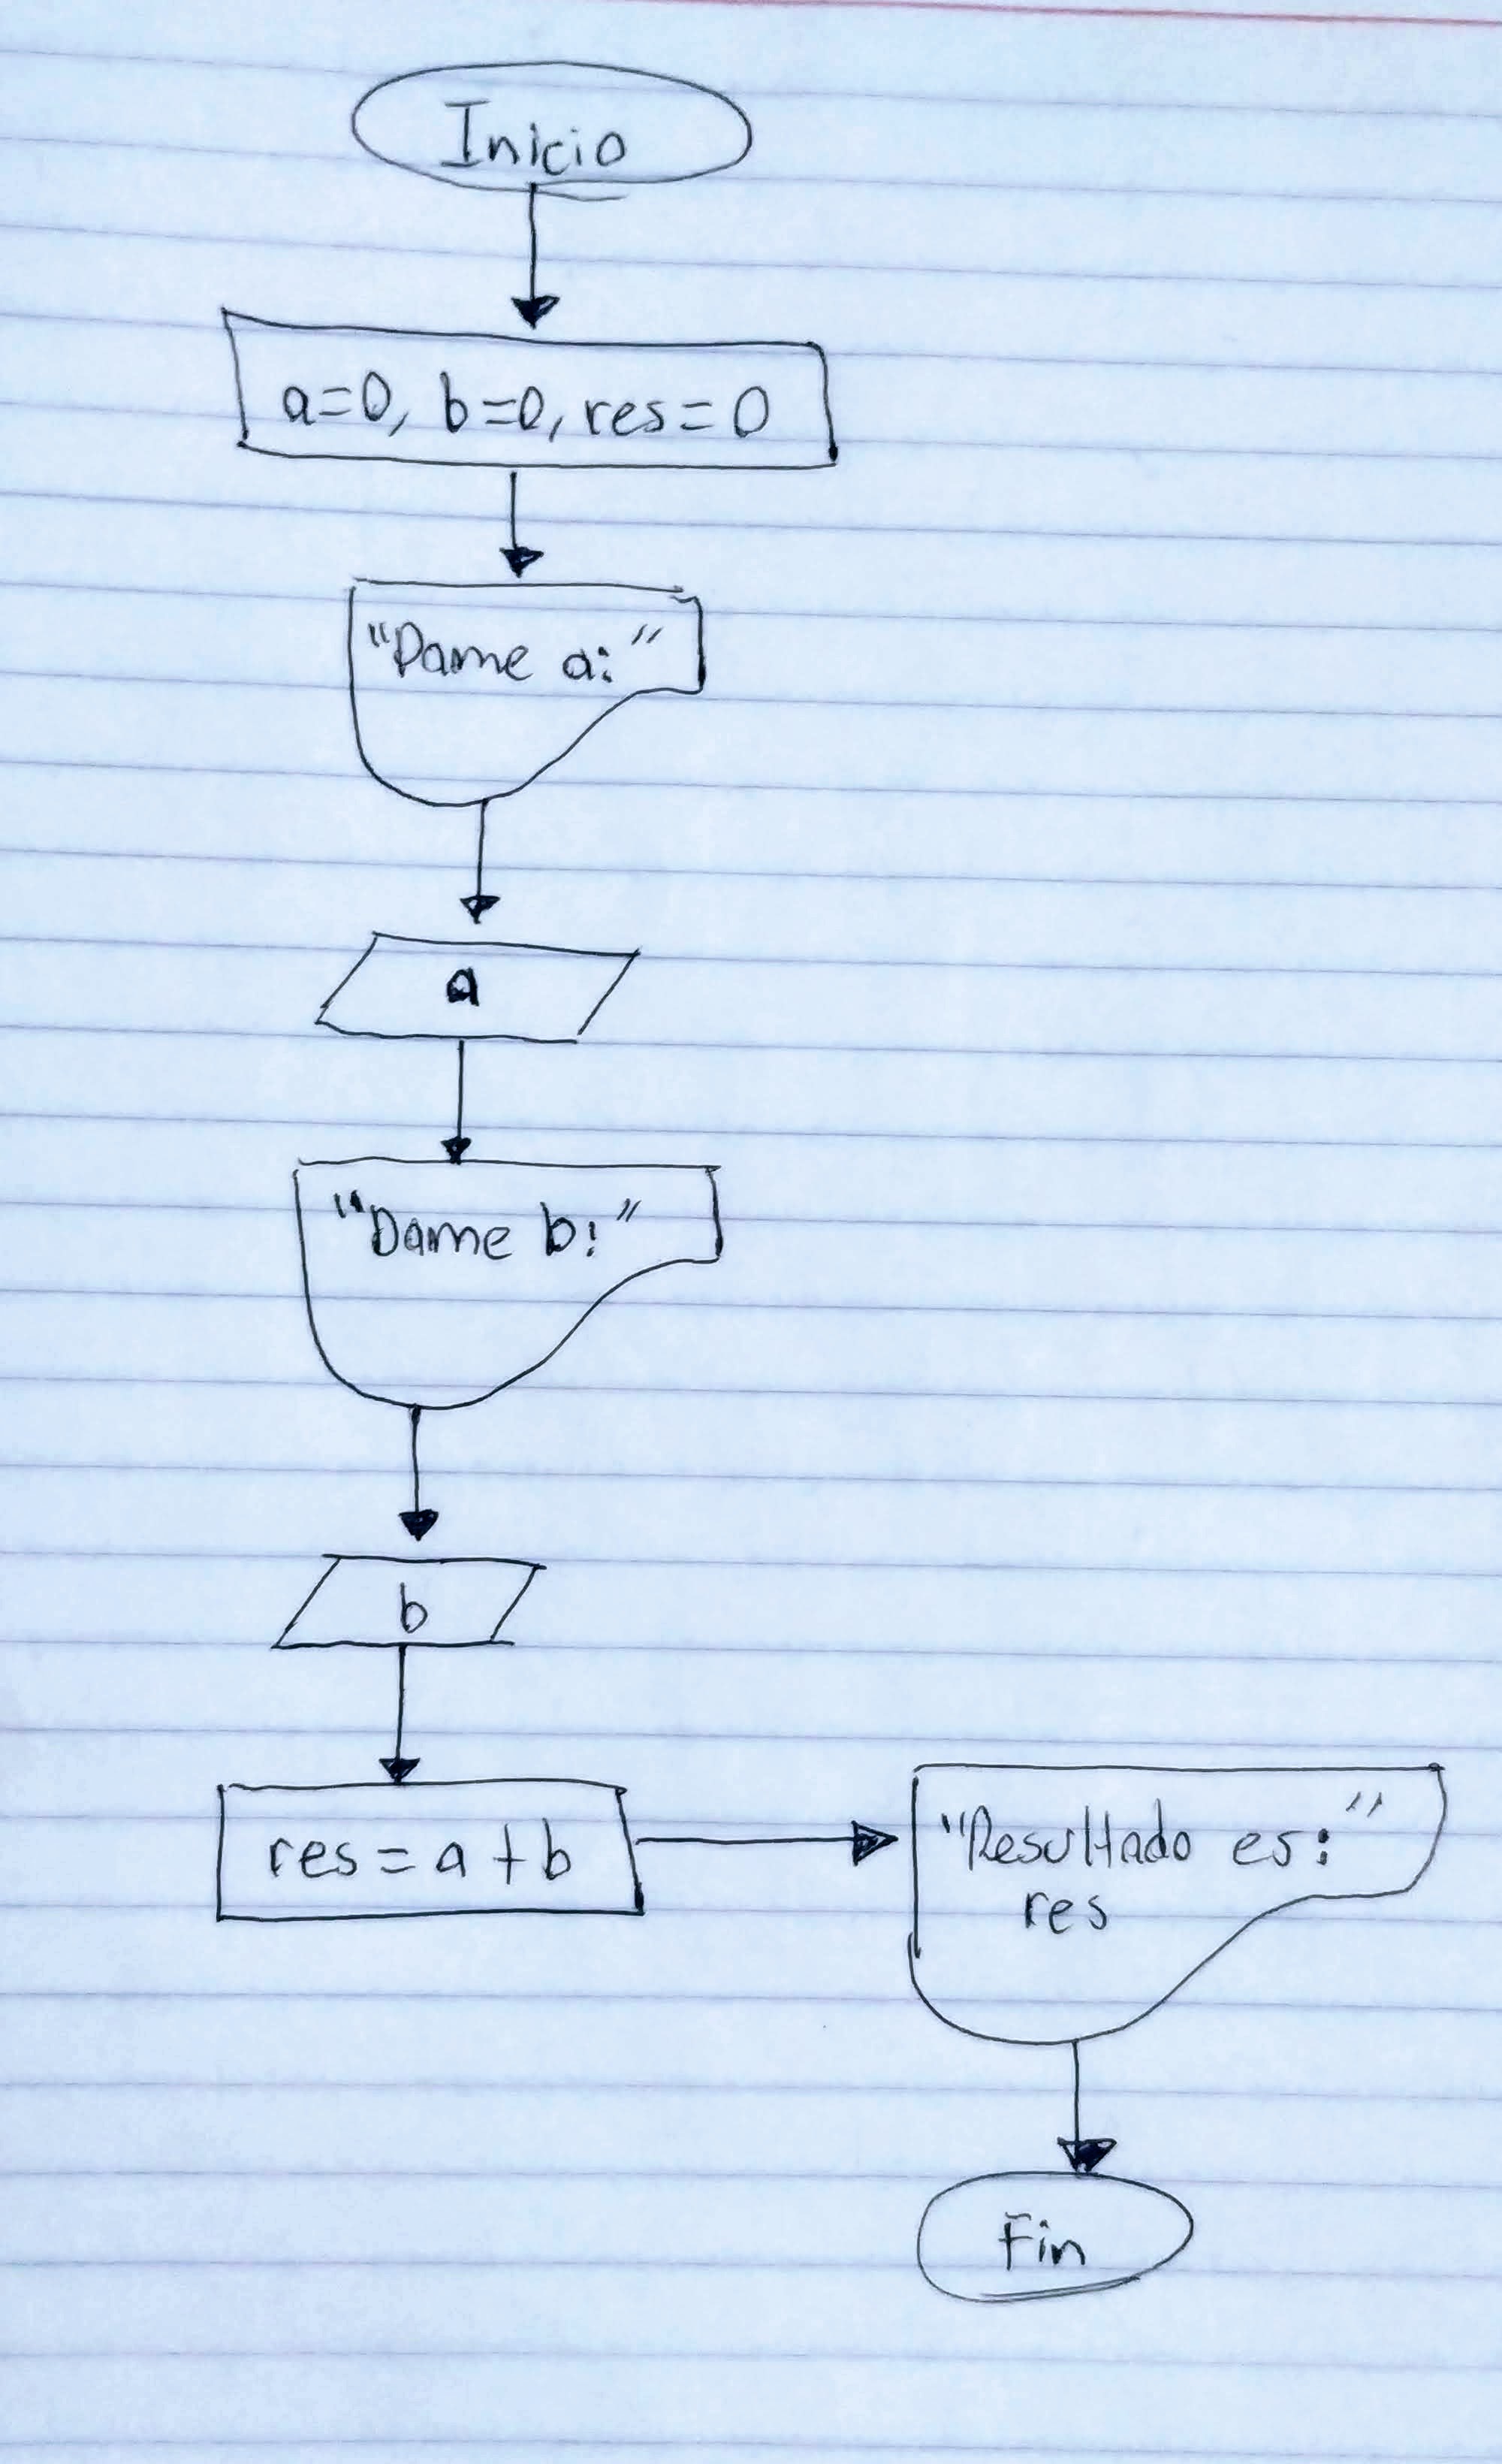 Inicio
a=0, b=0, res=0
"Dame a:"
a
"Dame b:"
b
res=a+b
"Resultado es:"
res
Fin